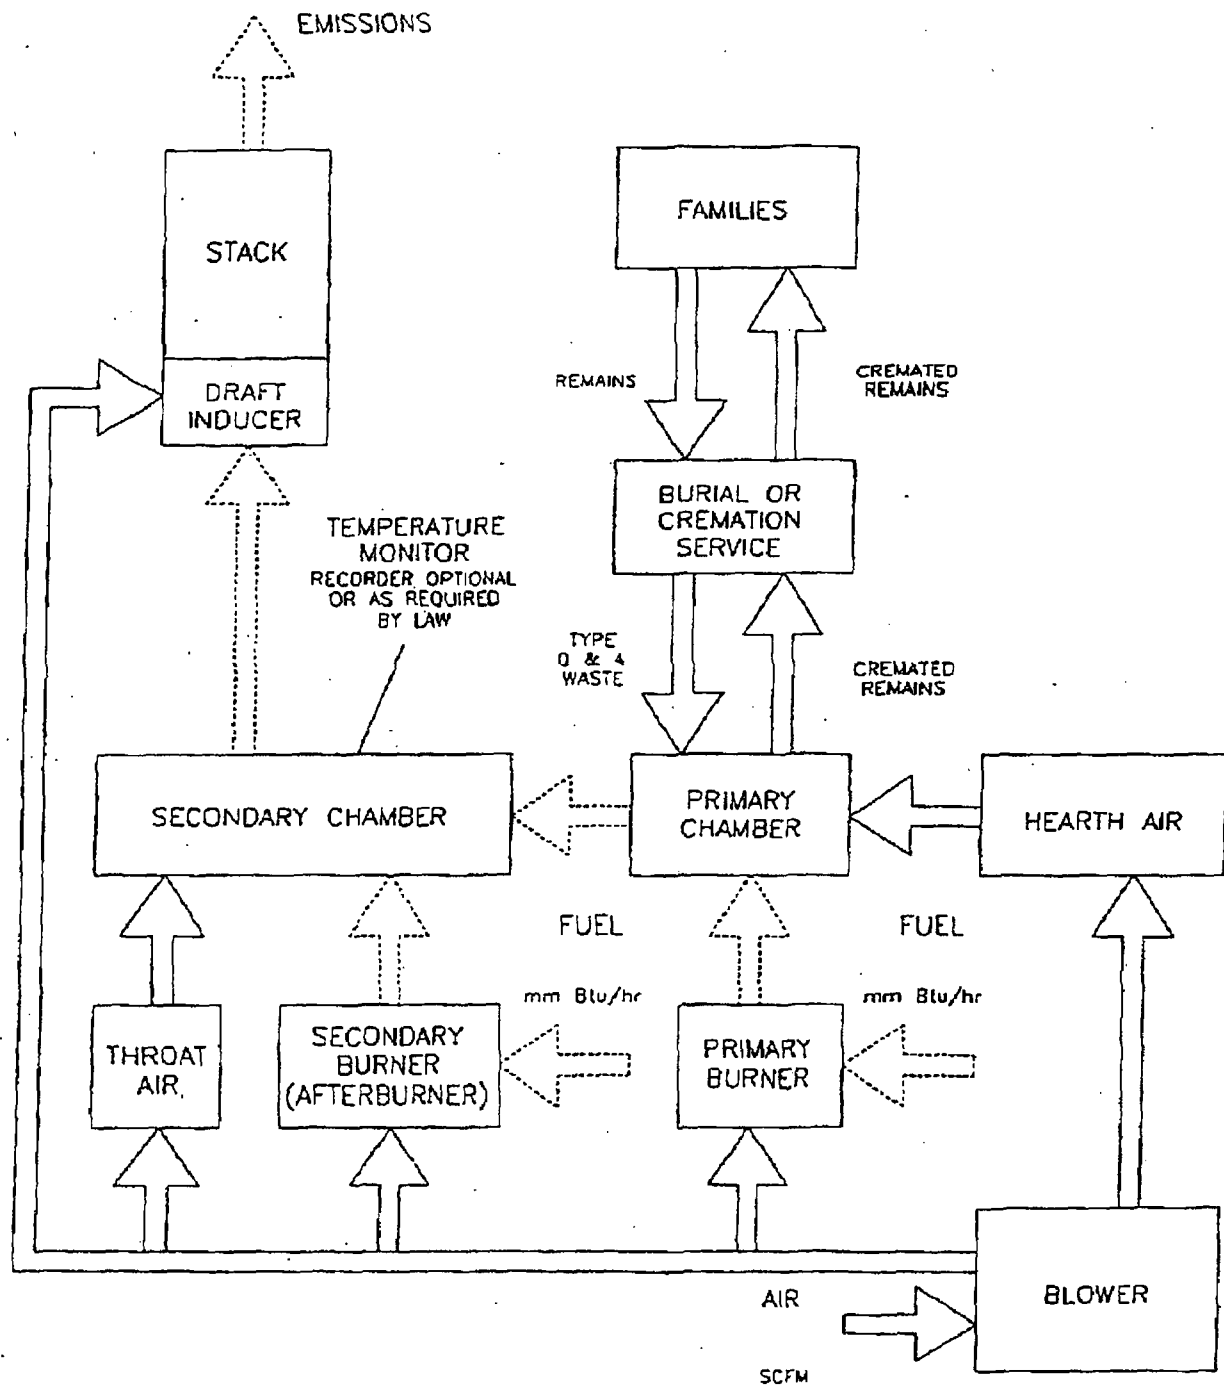 EMISSIONS
STACK
DRAFT
INDUCER
FAMILIES
REMAINS
CREMATED
REMAINS
BURIAL OR
CREMATION
SERVICE
TEMPERATURE
MONITOR
RECORDER OPTIONAL
OR AS REQUIRED
BY LAW
TYPE
0 & 4
WASTE
CREMATED
REMAINS
SECONDARY CHAMBER
PRIMARY
CHAMBER
HEARTH AIR
FUEL
FUEL
mm Btu/hr
mm Btu/hr
THROAT
AIR
SECONDARY
BURNER
(AFTERBURNER)
PRIMARY
BURNER
BLOWER
AIR
SCFM